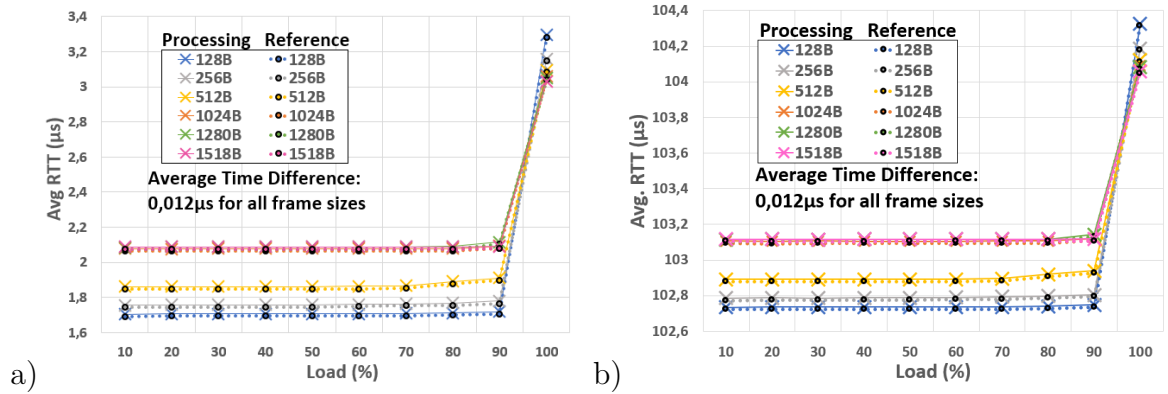 3,4
3,2
3
2,8
2,6
2,4
2,2
2
1,8
1,6
Avg RTT (µs)
Processing Reference
128B 128B
256B 256B
512B 512B
1024B 1024B
1280B 1280B
1518B 1518B
Average Time Difference:
0,012µs for all frame sizes
10 20 30 40 50 60 70 80 90 100
Load (%)
a)
104,4
104,2
104
103,8
103,6
103,4
103,2
103
102,8
102,6
Avg. RTT (µs)
Processing Reference
128B 128B
256B 256B
512B 512B
1024B 1024B
1280B 1280B
1518B 1518B
Average Time Difference:
0,012µs for all frame sizes
10 20 30 40 50 60 70 80 90 100
Load (%)
b)